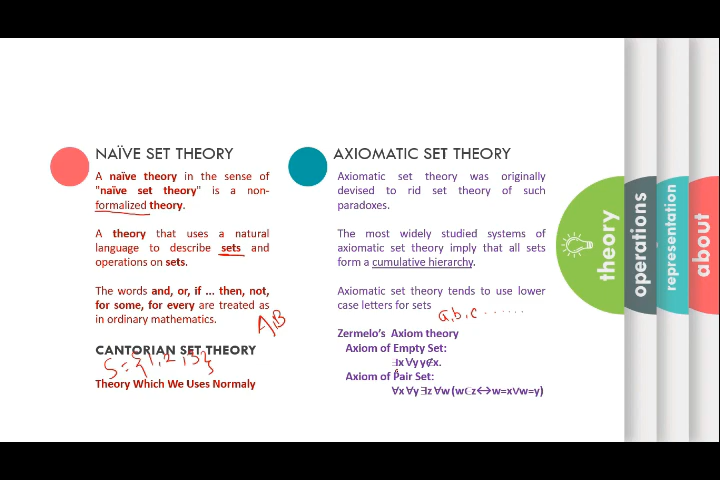 NAÏVE SET THEORY
A naïve theory in the sense of
"naïve set theory" is a non-
formalized theory.
A theory that uses a natural
language to describe sets and
operations on sets.
The words and, or, if ... then, not,
for some, for every are treated as
in ordinary mathematics.
A,B
CANTORIAN SET THEORY
S = {1, 2, 3}
Theory Which We Uses Normaly
AXIOMATIC SET THEORY
Axiomatic set theory was originally
devised to rid set theory of such
paradoxes.
The most widely studied systems of
axiomatic set theory imply that all sets
form a cumulative hierarchy.
Axiomatic set theory tends to use lower
case letters for sets
a,b,c .......
Zermelo's Axiom theory
Axiom of Empty Set:
∃x ∀y y∉x.
Axiom of Pair Set:
∀x ∀y ∃z ∀w (w∈z↔w=x∨w=y)
theory
operations
representation
about